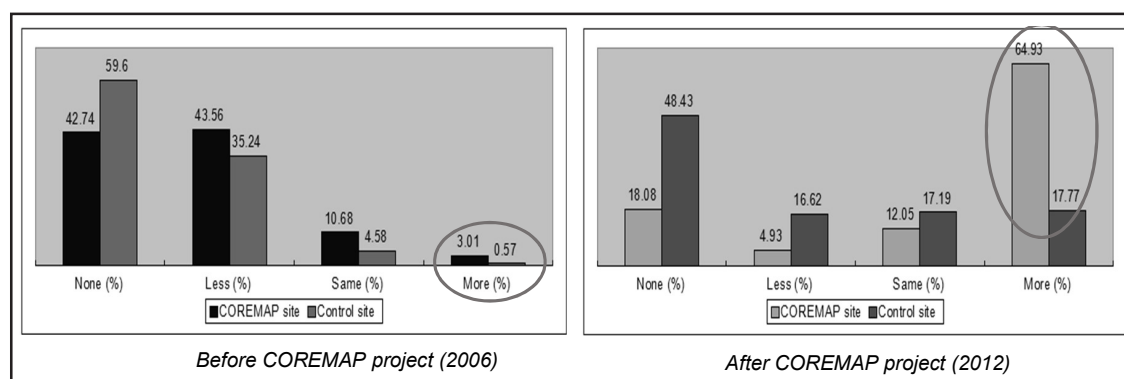 59.6
42.74
43.56
35.24
10.68
4.58
3.01
0.57
None (%)
Less (%)
Same (%)
More (%)
COREMAP site
Control site
Before COREMAP project (2006)
64.93
48.43
18.08
4.93
16.62
12.05
17.19
17.77
None (%)
Less (%)
Same (%)
More (%)
COREMAP site
Control site
After COREMAP project (2012)